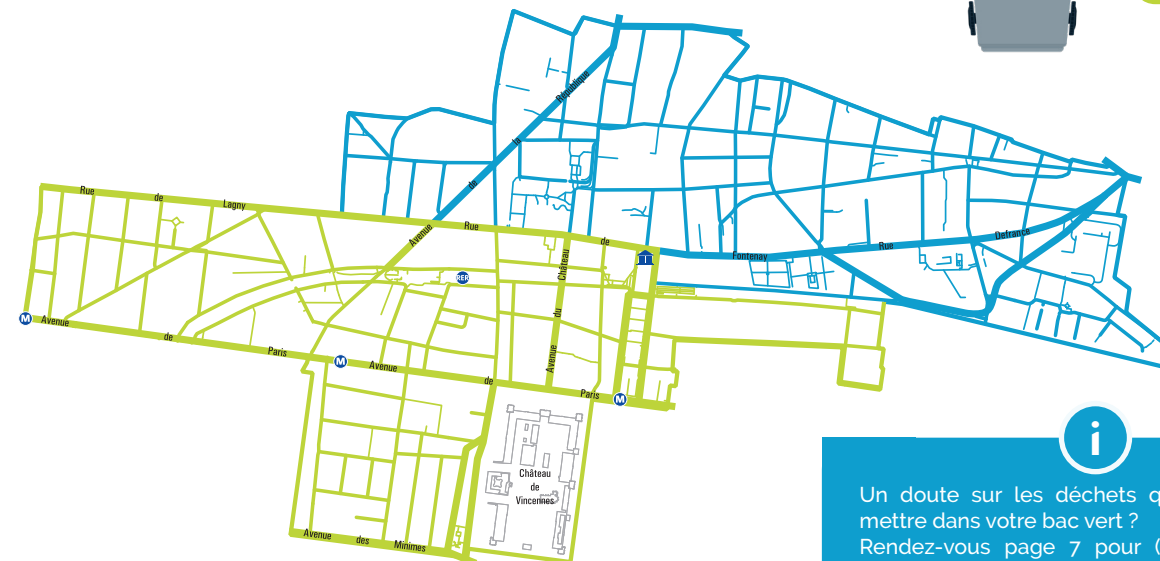 République
la
de
Avenue
Rue
de
Lagny
Rue
de
Château
du
Avenue
Fontenay
Rue
Defrance
RER
M
Avenue
de
Paris
M
Avenue
de
Paris
M
Château
de
Vincennes
Avenue
des
Minimes
i
Un doute sur les déchets
mettre dans votre bac vert ?
Rendez-vous page 7 pour (